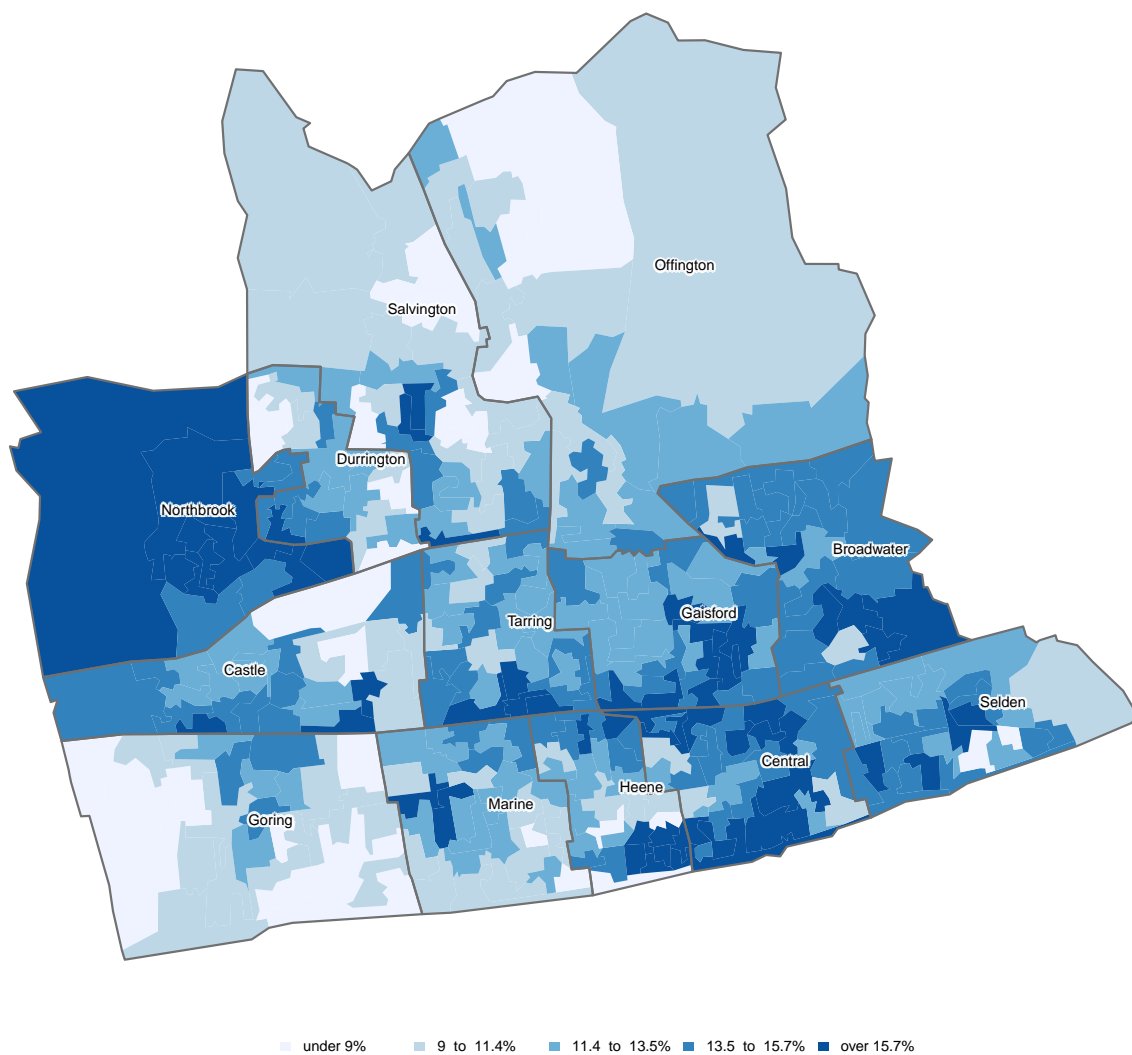 Offington
Salvington
Durrington
Northbrook
Broadwater
Gaisford
Tarring
Castle
Selden
Central
Heene
Marine
Goring
under 9%
9 to 11.4%
11.4 to 13.5%
13.5 to 15.7%
over 15.7%